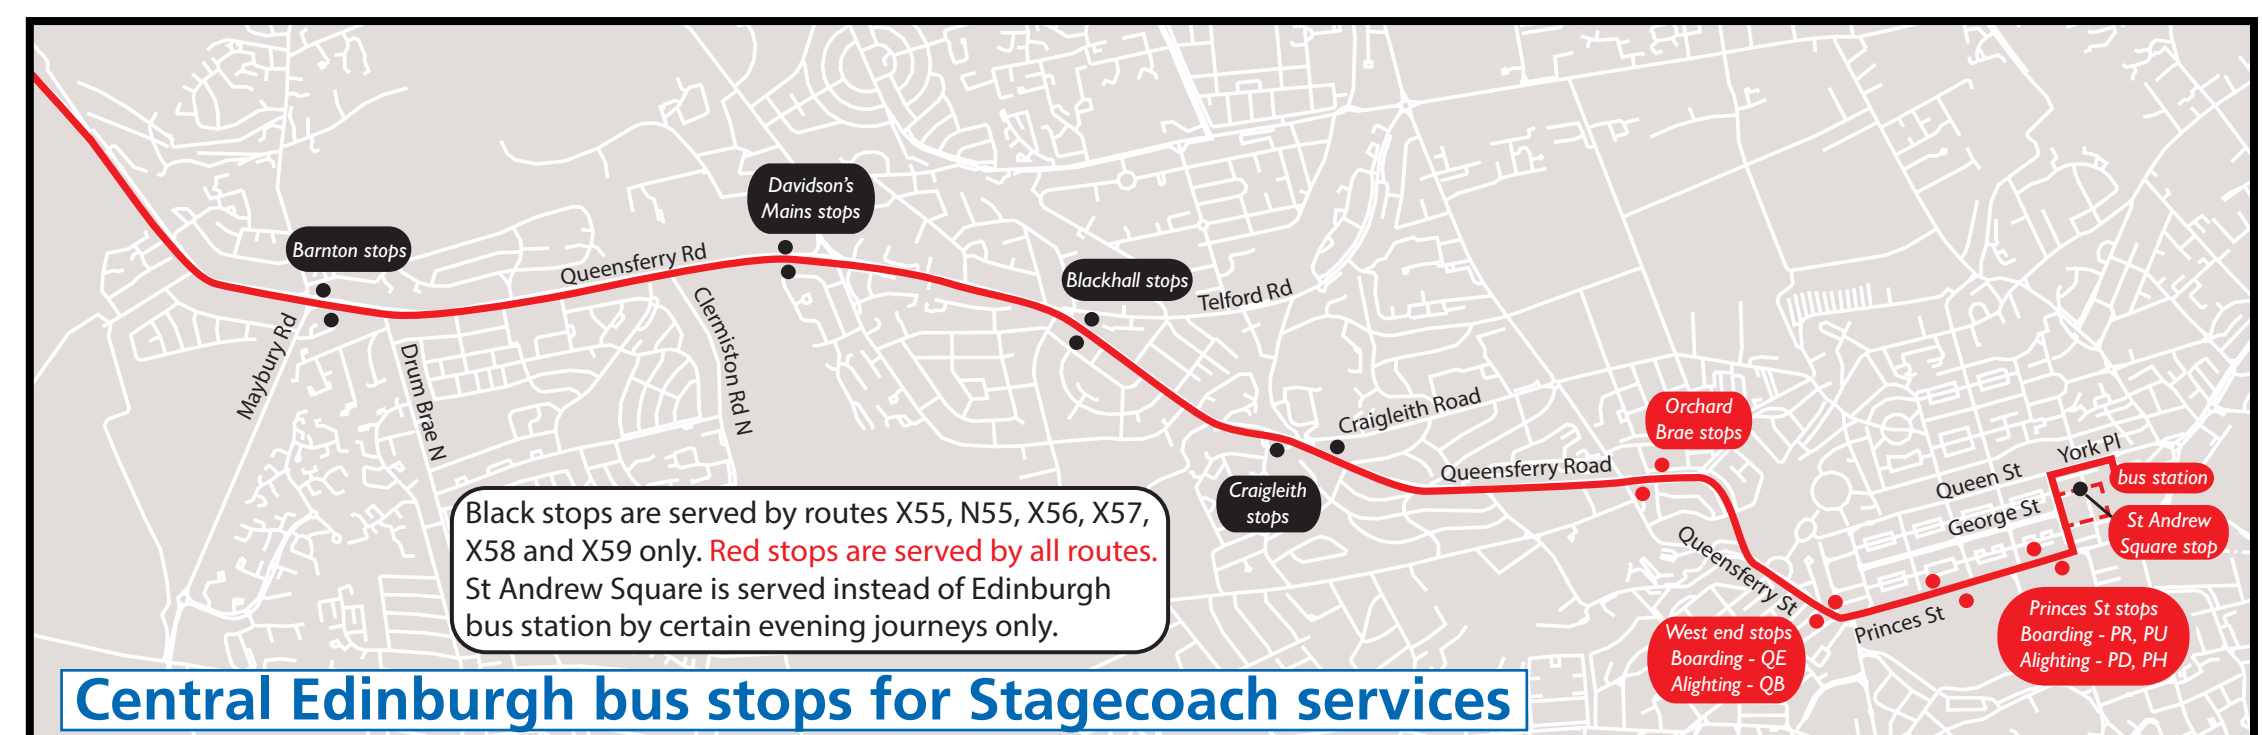 Barnton stops
Davidson's
Mains stops
Queensferry Rd
Blackhall stops
Telford Rd
Maybury Rd
Drum Brae N
Clermiston Rd N
Craigleith Road
Craigleith
stops
Queensferry Road
Orchard
Brae stops
York Pl
Queen St
George St
bus station
St Andrew
Square stop
Queensferry St
Princes St
West end stops
Boarding - QE
Alighting - QB
Princes St stops
Boarding - PR, PU
Alighting - PD, PH
Black stops are served by routes X55, N55, X56, X57,
X58 and X59 only. Red stops are served by all routes.
St Andrew Square is served instead of Edinburgh
bus station by certain evening journeys only.
Central Edinburgh bus stops for Stagecoach services